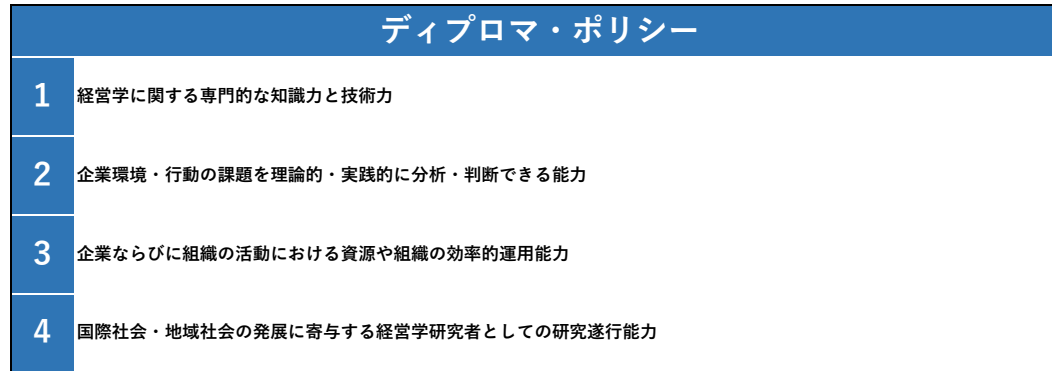 ディプロマ・ポリシー
1 経営学に関する専門的な知識力と技術力
2 企業環境・行動の課題を理論的・実践的に分析・判断できる能力
3 企業ならびに組織の活動における資源や組織の効率的運用能力
4 国際社会・地域社会の発展に寄与する経営学研究者としての研究遂行能力